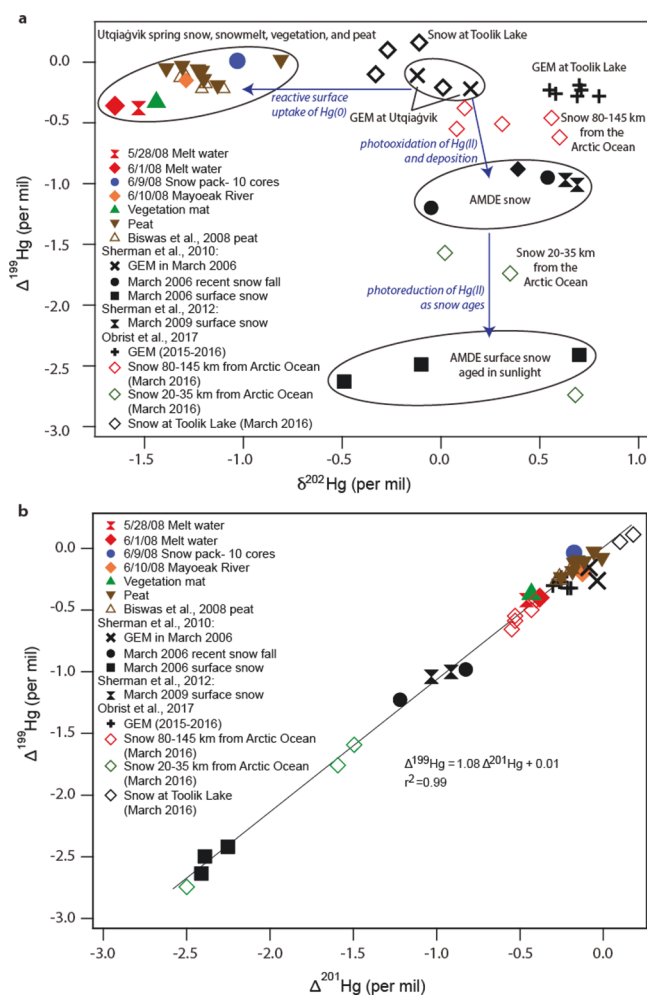 a
Utqiaġvik spring snow, snowmelt, vegetation, and peat
Snow at Toolik Lake
GEM at Toolik Lake
reactive surface
uptake of Hg(0)
GEM at Utqiaġvik
Snow 80-145 km
from the
Arctic Ocean
photooxidation of Hg(II)
and deposition
AMDE snow
Snow 20-35 km
from the
Arctic Ocean
photoreduction of Hg(II)
as snow ages
AMDE surface snow
aged in sunlight
5/28/08 Melt water
6/1/08 Melt water
6/9/08 Snow pack- 10 cores
6/10/08 Mayoeak River
Vegetation mat
Peat
Biswas et al., 2008 peat
Sherman et al., 2010:
GEM in March 2006
March 2006 recent snow fall
March 2006 surface snow
Sherman et al., 2012:
March 2009 surface snow
Obrist et al., 2017
GEM (2015-2016)
Snow 80-145 km from Arctic Ocean
(March 2016)
Snow 20-35 km from Arctic Ocean
(March 2016)
Snow at Toolik Lake (March 2016)
0.0
-0.5
-1.0
-1.5
-2.0
-2.5
-3.0
Δ¹⁹⁹Hg (per mil)
-1.5 -1.0 -0.5 0.0 0.5 1.0
δ²⁰²Hg (per mil)
b
5/28/08 Melt water
6/1/08 Melt water
6/9/08 Snow pack- 10 cores
6/10/08 Mayoeak River
Vegetation mat
Peat
Biswas et al., 2008 peat
Sherman et al., 2010:
GEM in March 2006
March 2006 recent snow fall
March 2006 surface snow
Sherman et al., 2012:
March 2009 surface snow
Obrist et al., 2017
GEM (2015-2016)
Snow 80-145 km from Arctic Ocean
(March 2016)
Snow 20-35 km from Arctic Ocean
(March 2016)
Snow at Toolik Lake
(March 2016)
Δ¹⁹⁹Hg = 1.08 Δ²⁰¹Hg + 0.01
r²=0.99
0.0
-0.5
-1.0
-1.5
-2.0
-2.5
-3.0
Δ¹⁹⁹Hg (per mil)
-3.0 -2.5 -2.0 -1.5 -1.0 -0.5 0.0
Δ²⁰¹Hg (per mil)